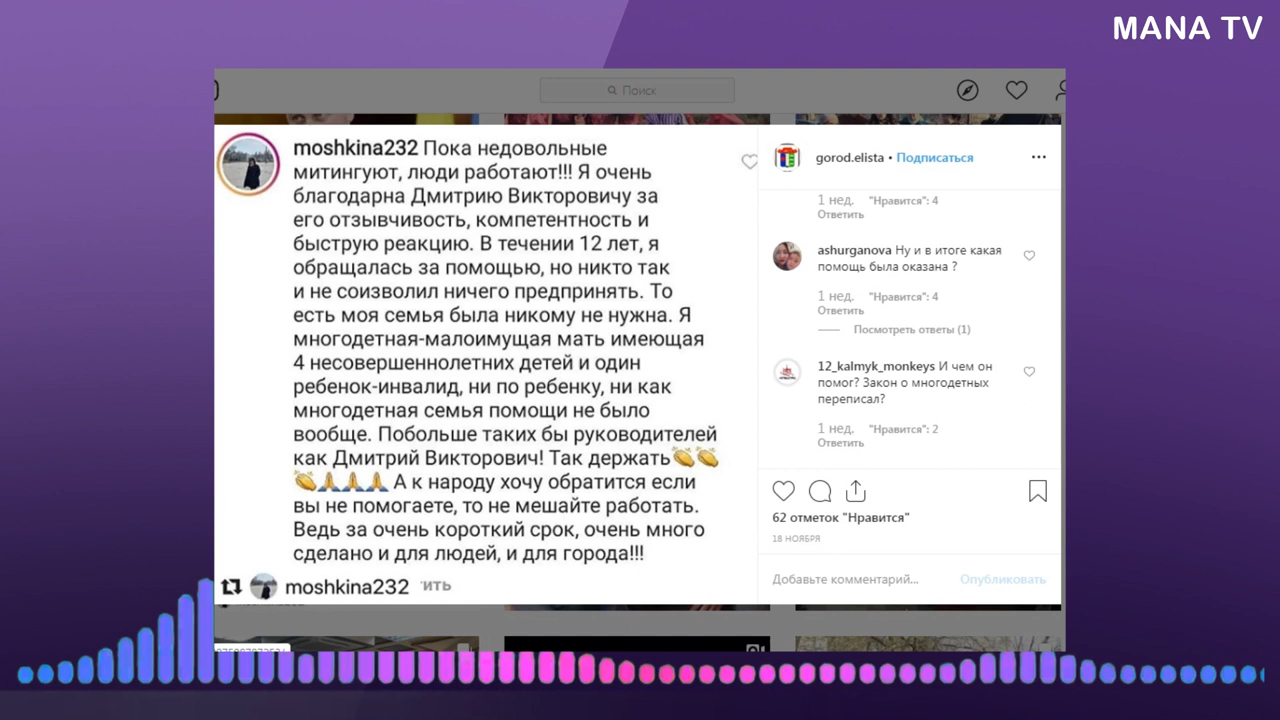 MANA TV
Поиск
moshkina232 Пока недовольные
митингуют, люди работают!!! Я очень
благодарна Дмитрию Викторовичу за
его отзывчивость, компетентность и
быструю реакцию. В течении 12 лет, я
обращалась за помощью, но никто так
и не соизволил ничего предпринять. То
есть моя семья была никому не нужна. Я
многодетная-малоимущая мать имеющая
4 несовершеннолетних детей и один
ребенок-инвалид, ни по ребенку, ни как
многодетная семья помощи не было
вообще. Побольше таких бы руководителей
как Дмитрий Викторович! Так держать👏👏
👏🙏🙏🙏 А к народу хочу обратится если
вы не помогаете, то не мешайте работать.
Ведь за очень короткий срок, очень много
сделано и для людей, и для города!!!
moshkina232
gorod.elista • Подписаться
1 нед. "Нравится": 4
Ответить
ashurganova Ну и в итоге какая
помощь была оказана ?
1 нед. "Нравится": 4
Ответить
Посмотреть ответы (1)
12_kalmyk_monkeys И чем он
помог? Закон о многодетных
переписал?
1 нед. "Нравится": 2
Ответить
62 отметок "Нравится"
18 НОЯБРЯ
Добавьте комментарий... Опубликовать